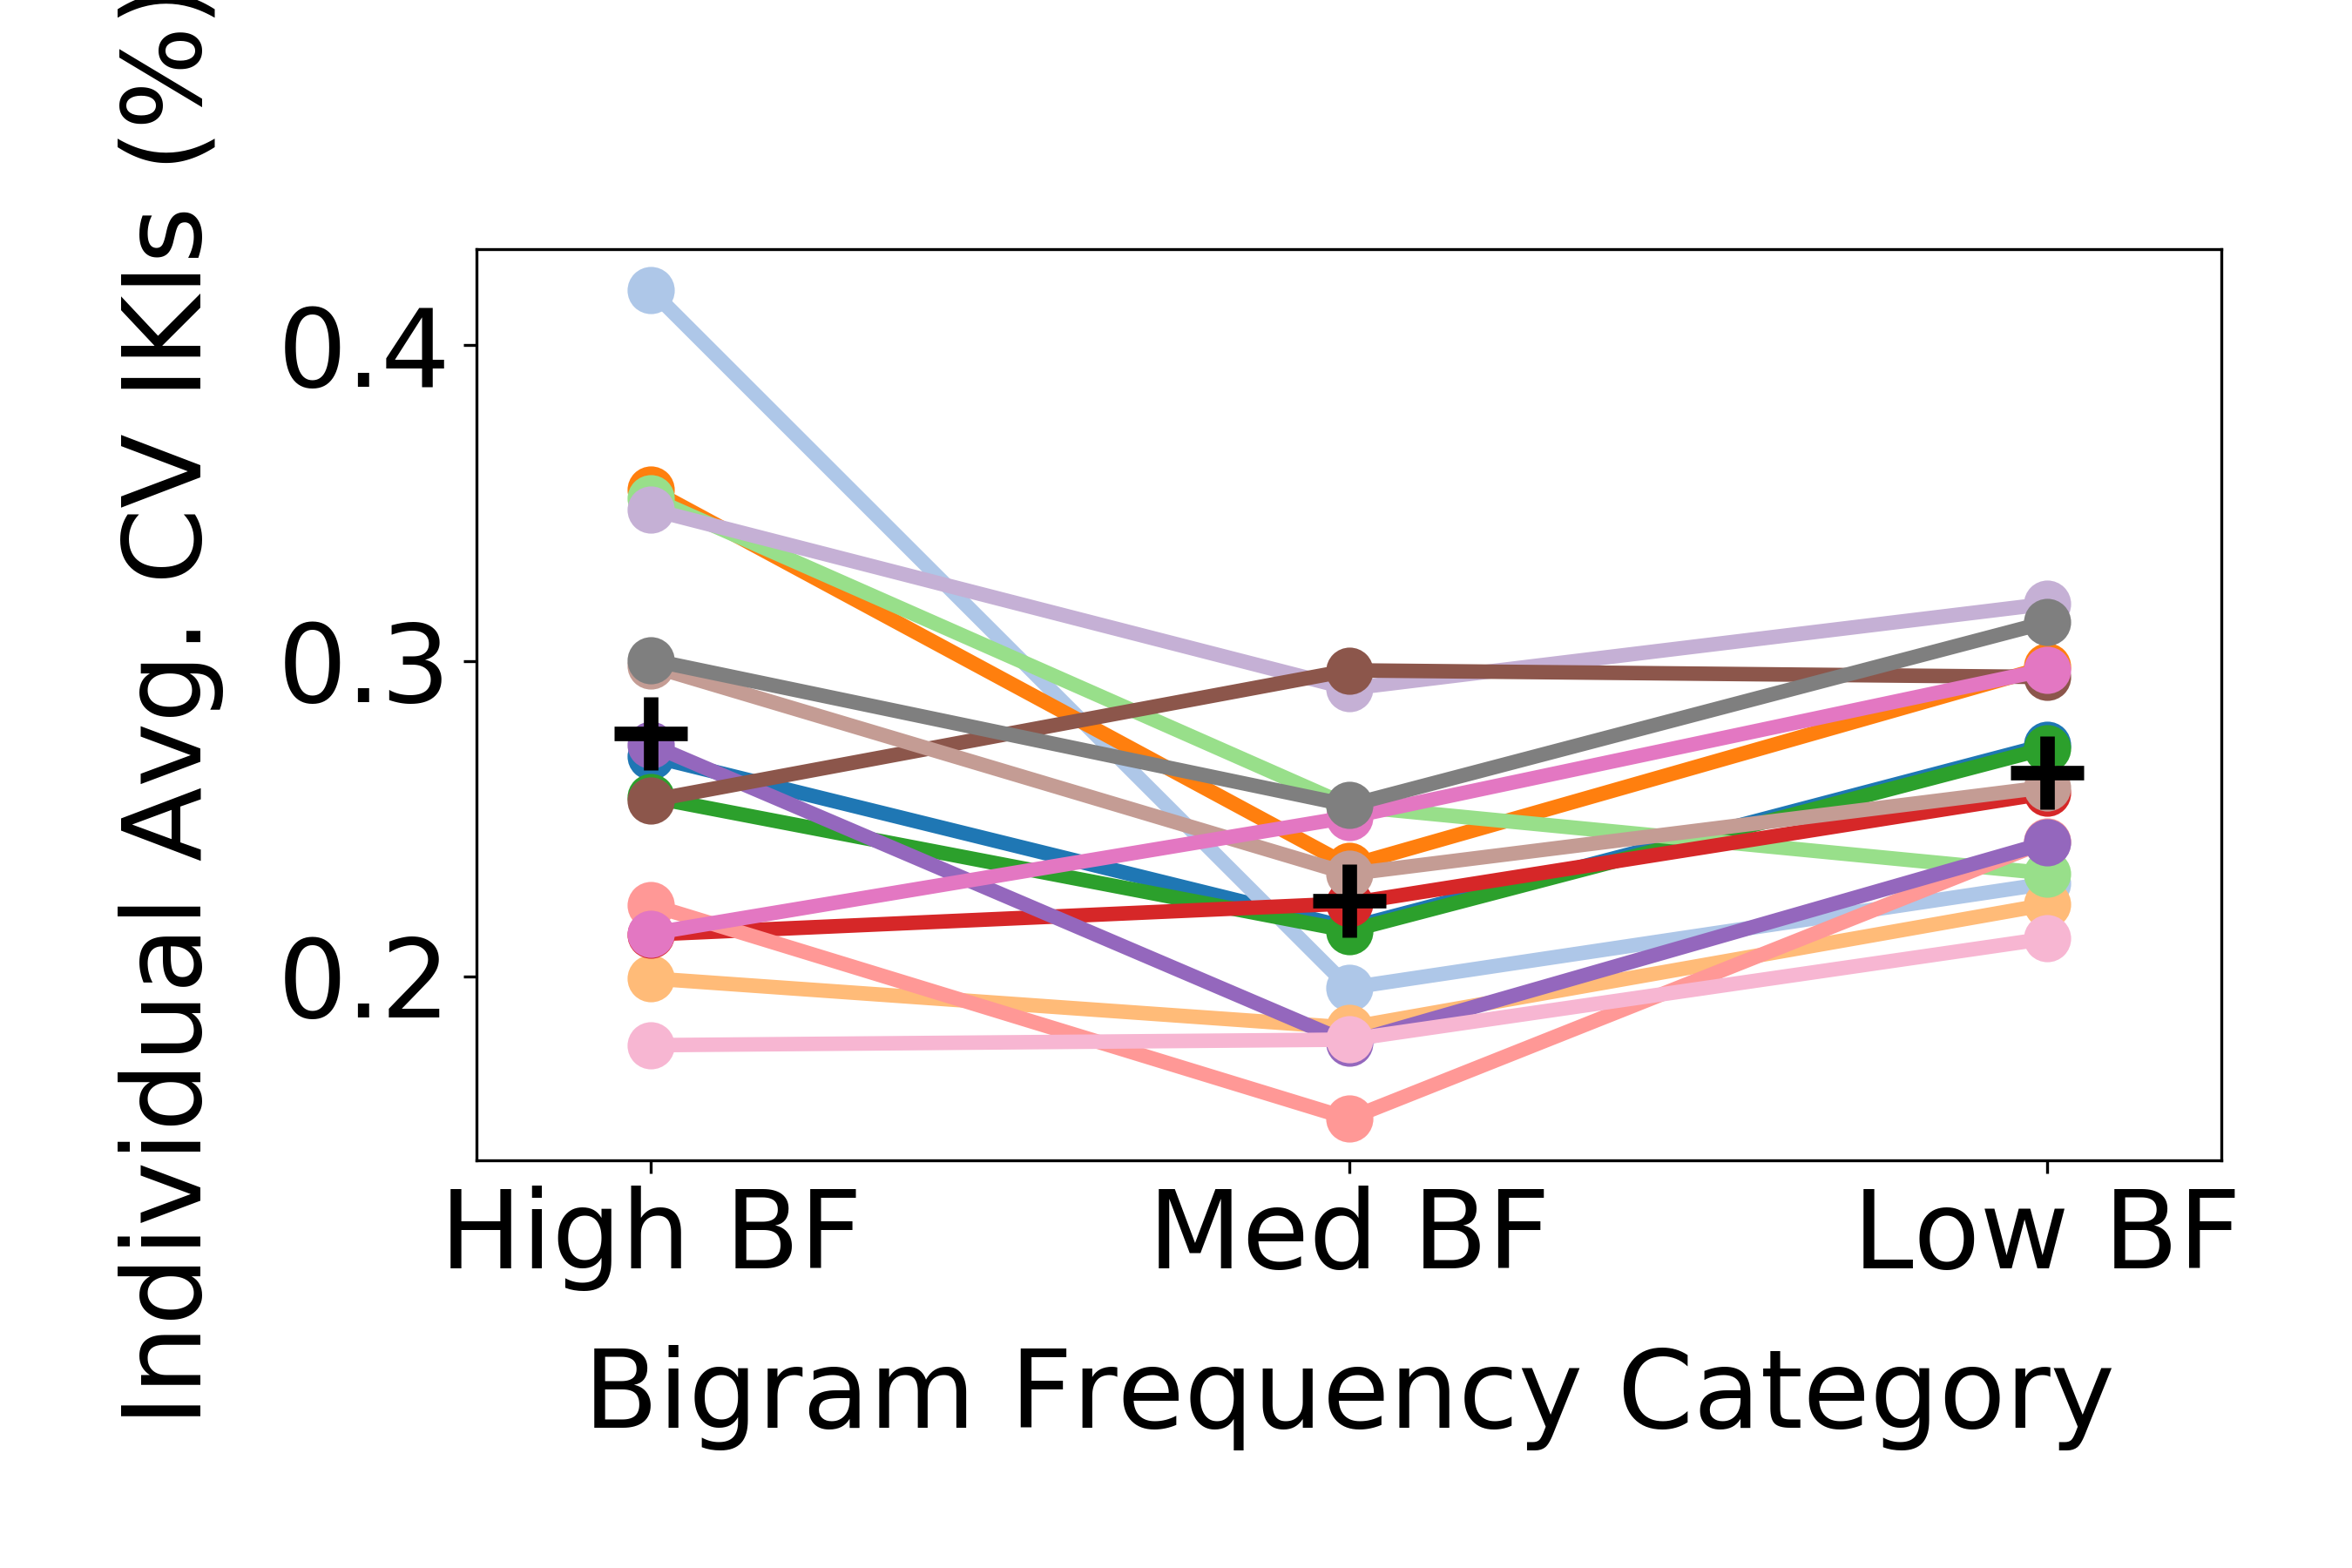 Individual Avg. CV IKIs (%)
0.4
0.3
0.2
High BF
Med BF
Low BF
Bigram Frequency Category